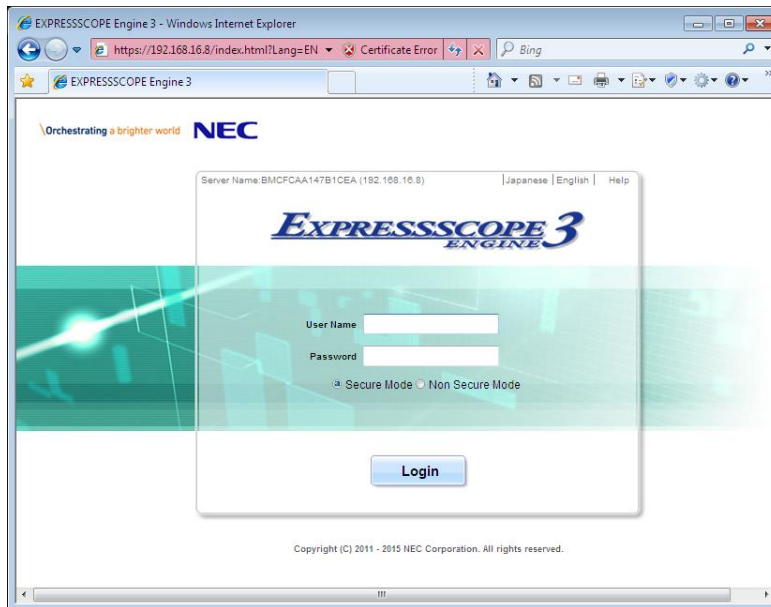 EXPRESSSCOPE Engine 3 - Windows Internet Explorer
https://192.168.16.8/index.html?Lang=EN Certificate Error Bing
EXPRESSSCOPE Engine 3
\Orchestrating a brighter world NEC
Server Name:BMCFCAA147B1CEA (192.168.16.8) |Japanese |English | Help
EXPRESSSCOPE
ENGINE 3
User Name
Password
Secure Mode Non Secure Mode
Login
Copyright (C) 2011 - 2015 NEC Corporation. All rights reserved.